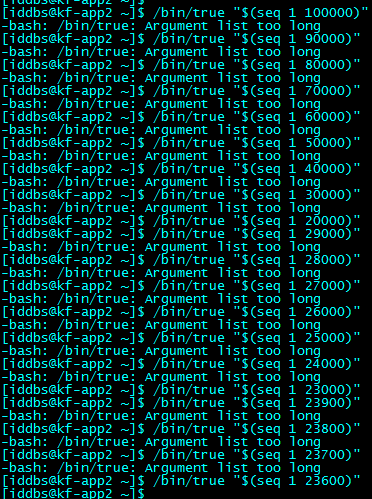 [iddbs@kf-app2 ~]$
[iddbs@kf-app2 ~]$ /bin/true "$(seq 1 100000)"
-bash: /bin/true: Argument list too long
[iddbs@kf-app2 ~]$ /bin/true "$(seq 1 90000)"
-bash: /bin/true: Argument list too long
[iddbs@kf-app2 ~]$ /bin/true "$(seq 1 80000)"
-bash: /bin/true: Argument list too long
[iddbs@kf-app2 ~]$ /bin/true "$(seq 1 70000)"
-bash: /bin/true: Argument list too long
[iddbs@kf-app2 ~]$ /bin/true "$(seq 1 60000)"
-bash: /bin/true: Argument list too long
[iddbs@kf-app2 ~]$ /bin/true "$(seq 1 50000)"
-bash: /bin/true: Argument list too long
[iddbs@kf-app2 ~]$ /bin/true "$(seq 1 40000)"
-bash: /bin/true: Argument list too long
[iddbs@kf-app2 ~]$ /bin/true "$(seq 1 30000)"
-bash: /bin/true: Argument list too long
[iddbs@kf-app2 ~]$ /bin/true "$(seq 1 20000)"
[iddbs@kf-app2 ~]$ /bin/true "$(seq 1 29000)"
-bash: /bin/true: Argument list too long
[iddbs@kf-app2 ~]$ /bin/true "$(seq 1 28000)"
-bash: /bin/true: Argument list too long
[iddbs@kf-app2 ~]$ /bin/true "$(seq 1 27000)"
-bash: /bin/true: Argument list too long
[iddbs@kf-app2 ~]$ /bin/true "$(seq 1 26000)"
-bash: /bin/true: Argument list too long
[iddbs@kf-app2 ~]$ /bin/true "$(seq 1 25000)"
-bash: /bin/true: Argument list too long
[iddbs@kf-app2 ~]$ /bin/true "$(seq 1 24000)"
-bash: /bin/true: Argument list too long
[iddbs@kf-app2 ~]$ /bin/true "$(seq 1 23000)"
[iddbs@kf-app2 ~]$ /bin/true "$(seq 1 23900)"
-bash: /bin/true: Argument list too long
[iddbs@kf-app2 ~]$ /bin/true "$(seq 1 23800)"
-bash: /bin/true: Argument list too long
[iddbs@kf-app2 ~]$ /bin/true "$(seq 1 23700)"
-bash: /bin/true: Argument list too long
[iddbs@kf-app2 ~]$ /bin/true "$(seq 1 23600)"
[iddbs@kf-app2 ~]$